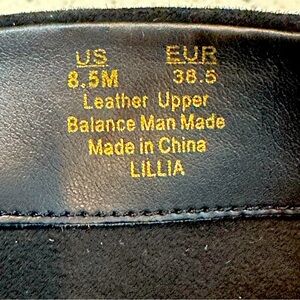 US EUR
8.5M 38.5
Leather Upper
Balance Man Made
Made in China
LILLIA